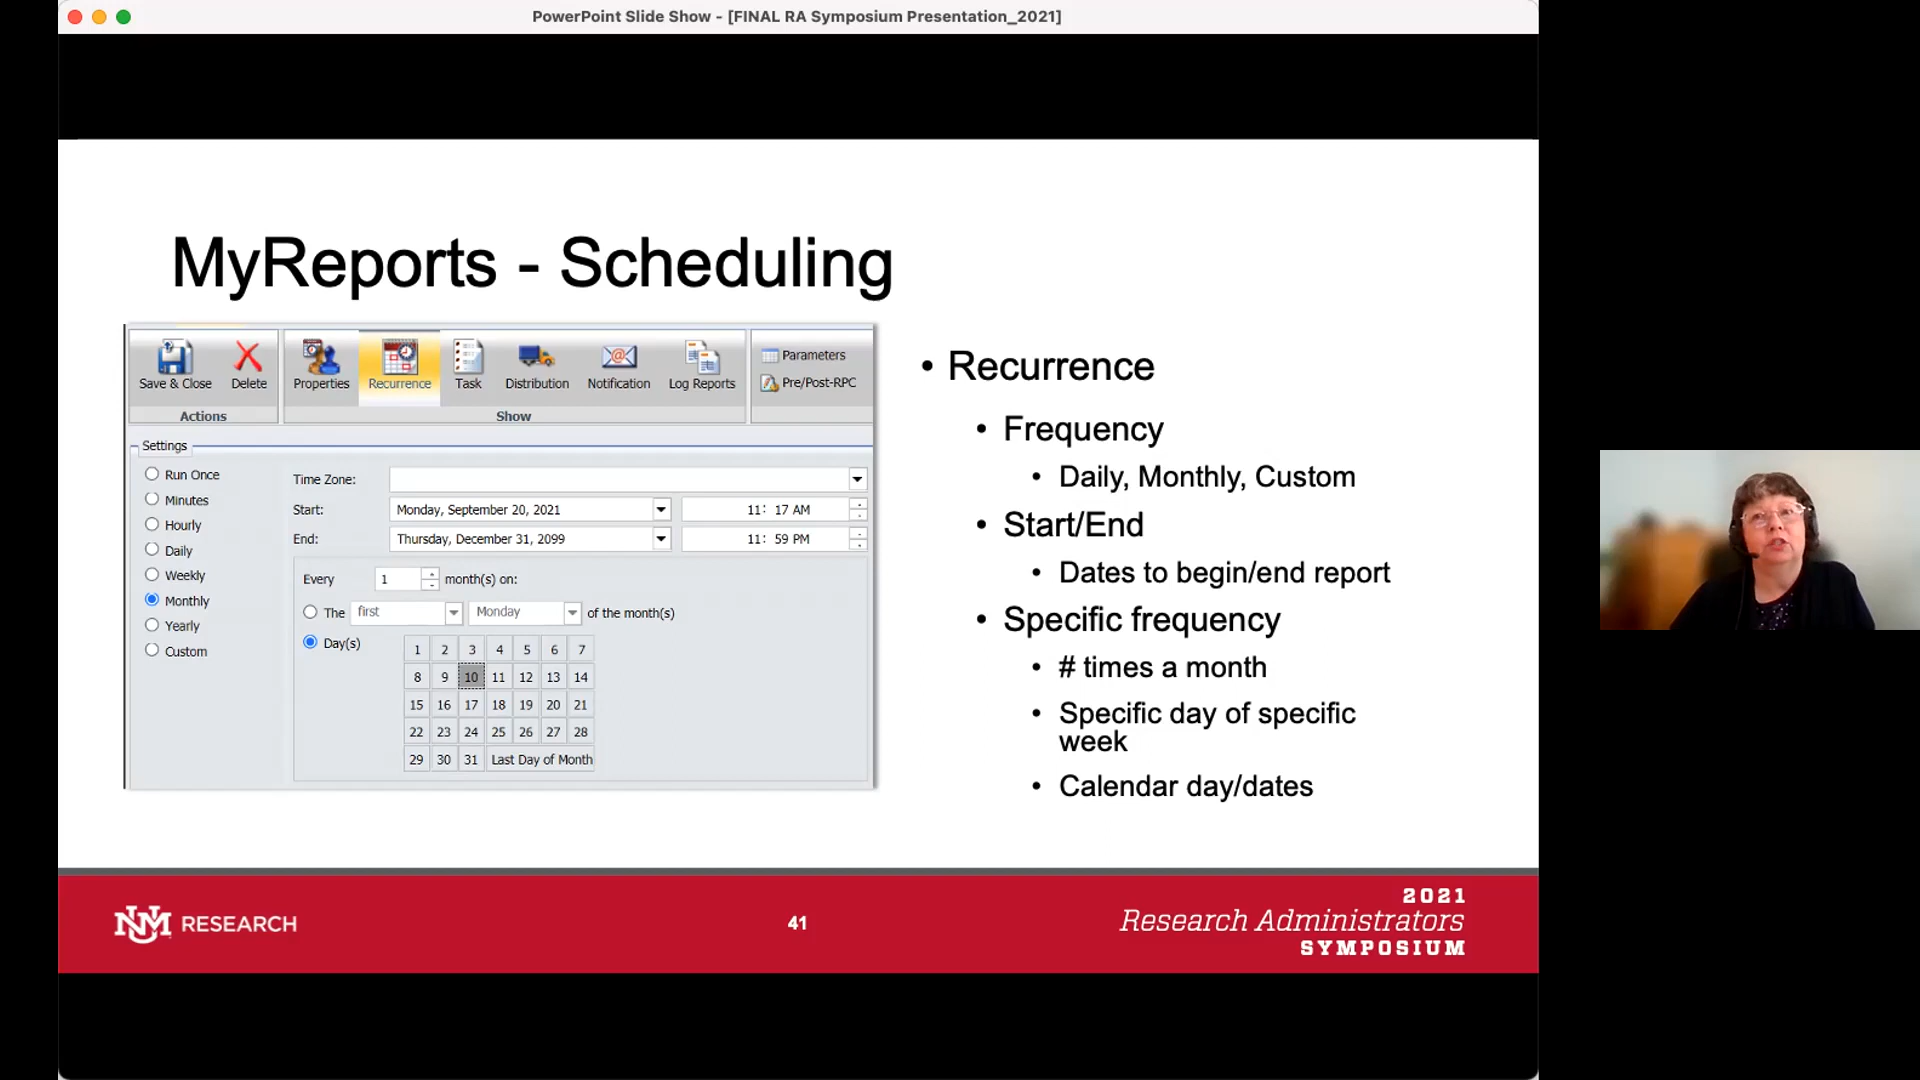 PowerPoint Slide Show - [FINAL RA Symposium Presentation_2021]
MyReports - Scheduling
Save & Close Delete Properties Recurrence Task Distribution Notification Log Reports Parameters
Pre/Post-RPC
Actions Show
Settings
Run Once
Minutes
Hourly
Daily
Weekly
Monthly
Yearly
Custom
Time Zone:
Start: Monday, September 20, 2021 11: 17 AM
End: Thursday, December 31, 2099 11: 59 PM
Every 1 month(s) on:
The first Monday of the month(s)
Day(s)
1 2 3 4 5 6 7
8 9 10 11 12 13 14
15 16 17 18 19 20 21
22 23 24 25 26 27 28
29 30 31 Last Day of Month
• Recurrence
• Frequency
• Daily, Monthly, Custom
• Start/End
• Dates to begin/end report
• Specific frequency
• # times a month
• Specific day of specific
week
• Calendar day/dates
UNM RESEARCH
41
2021
Research Administrators
SYMPOSIUM